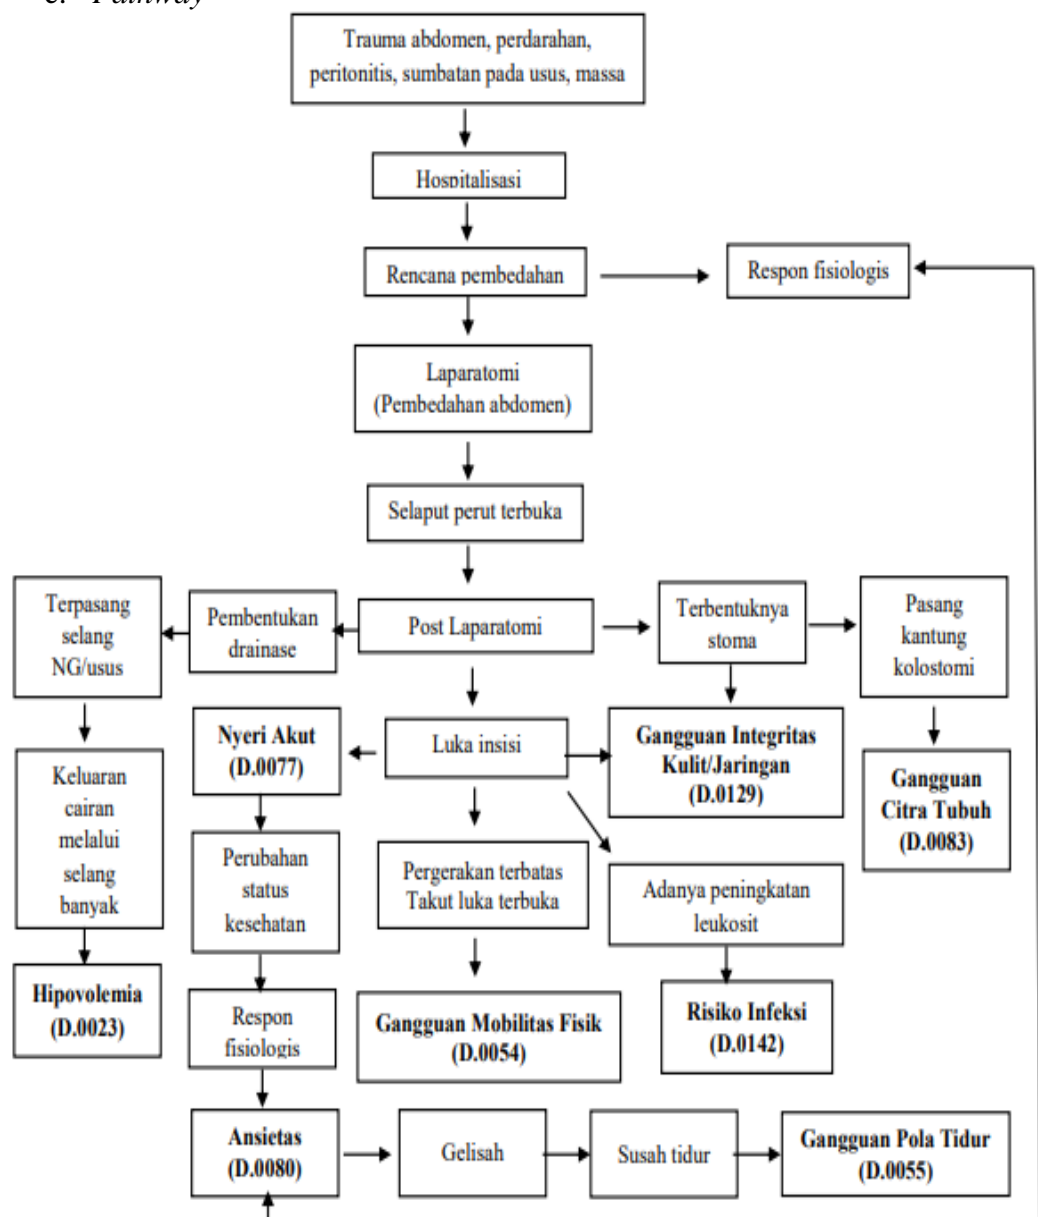 c. Pathway
Trauma abdomen, perdarahan,
peritonitis, sumbatan pada usus, massa
Hospitalisasi
Rencana pembedahan
Respon fisiologis
Laparatomi
(Pembedahan abdomen)
Selaput perut terbuka
Terpasang
selang
NG/usus
Pembentukan
drainase
Post Laparatomi
Terbentuknya
stoma
Pasang
kantung
kolostomi
Nyeri Akut
(D.0077)
Luka insisi
Gangguan Integritas
Kulit/Jaringan
(D.0129)
Gangguan
Citra Tubuh
(D.0083)
Keluaran
cairan
melalui
selang
banyak
Perubahan
status
kesehatan
Pergerakan terbatas
Takut luka terbuka
Adanya peningkatan
leukosit
Hipovolemia
(D.0023)
Respon
fisiologis
Gangguan Mobilitas Fisik
(D.0054)
Risiko Infeksi
(D.0142)
Ansietas
(D.0080)
Gelisah
Susah tidur
Gangguan Pola Tidur
(D.0055)